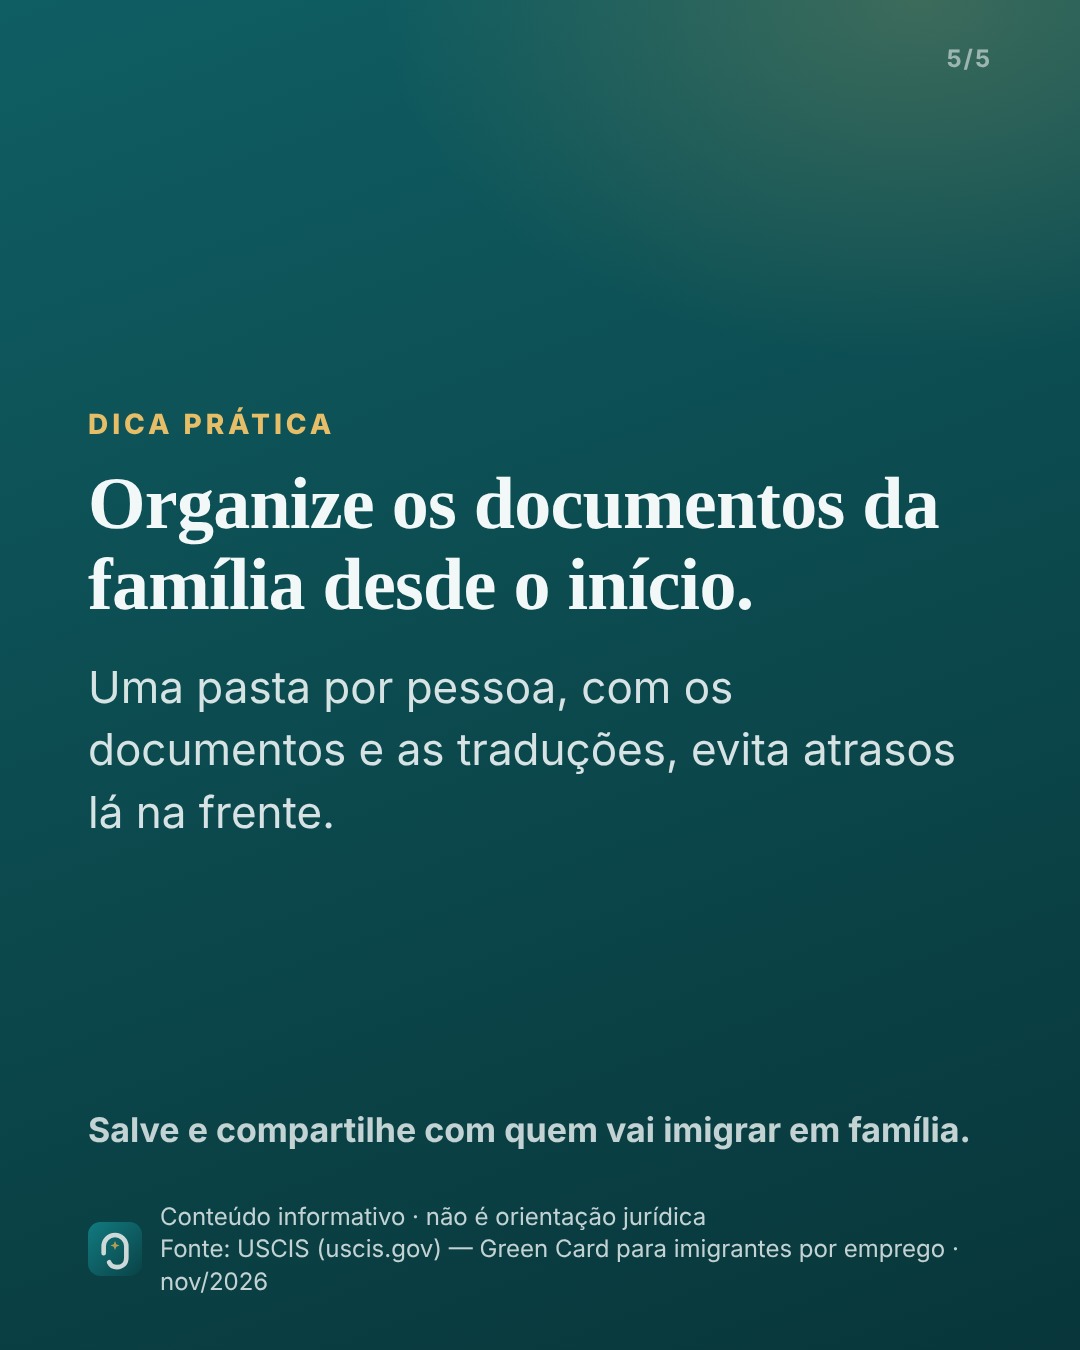 5/5
DICA PRÁTICA
Organize os documentos da
família desde o início.
Uma pasta por pessoa, com os
documentos e as traduções, evita atrasos
lá na frente.
Salve e compartilhe com quem vai imigrar em família.
Conteúdo informativo · não é orientação jurídica
Fonte: USCIS (uscis.gov) — Green Card para imigrantes por emprego ·
nov/2026